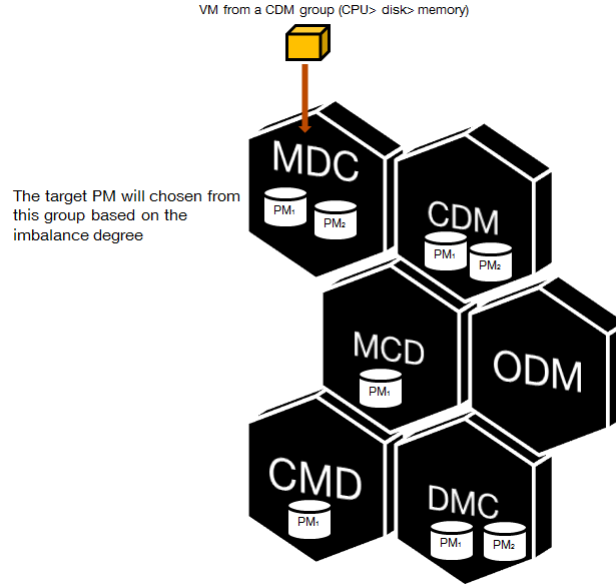 VM from a CDM group (CPU> disk> memory)
MDC
PM₁
PM₂
The target PM will chosen from
this group based on the
imbalance degree
CDM
PM₁
PM₂
MCD
PM₁
ODM
CMD
PM₁
DMC
PM₁
PM₂